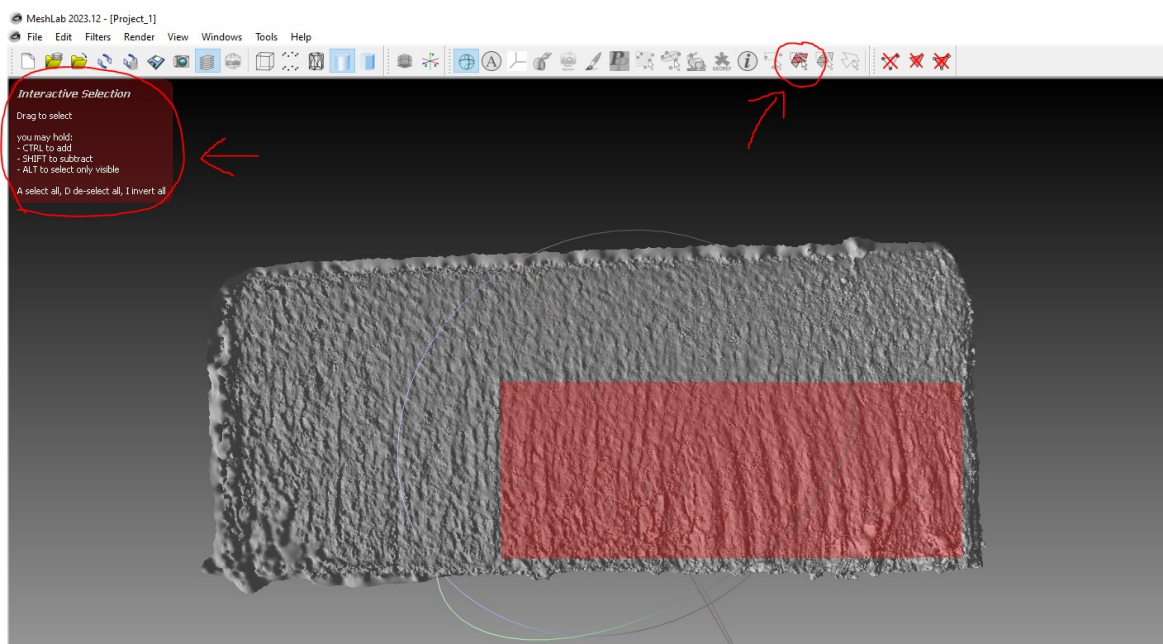 MeshLab 2023.12 - [Project_1]
File Edit Filters Render View Windows Tools Help
A
P
GEOREF
i
Interactive Selection
Drag to select
you may hold:
- CTRL to add
- SHIFT to subtract
- ALT to select only visible
A select all, D de-select all, I invert all